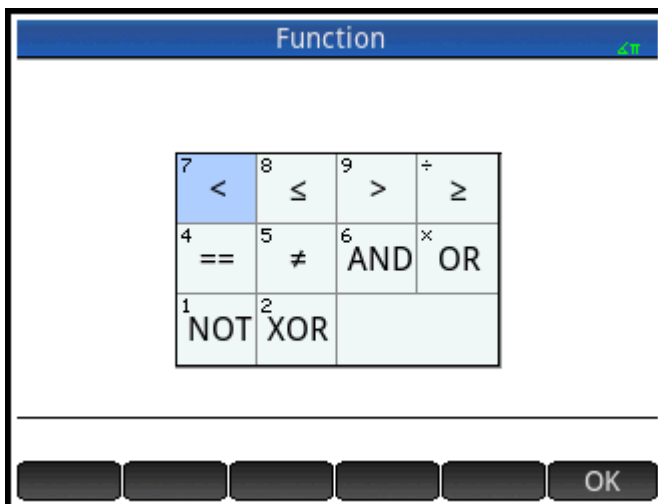 Function
∡π
7 < 8 ≤ 9 > ÷ ≥
4 == 5 ≠ 6 AND × OR
1 NOT 2 XOR
OK